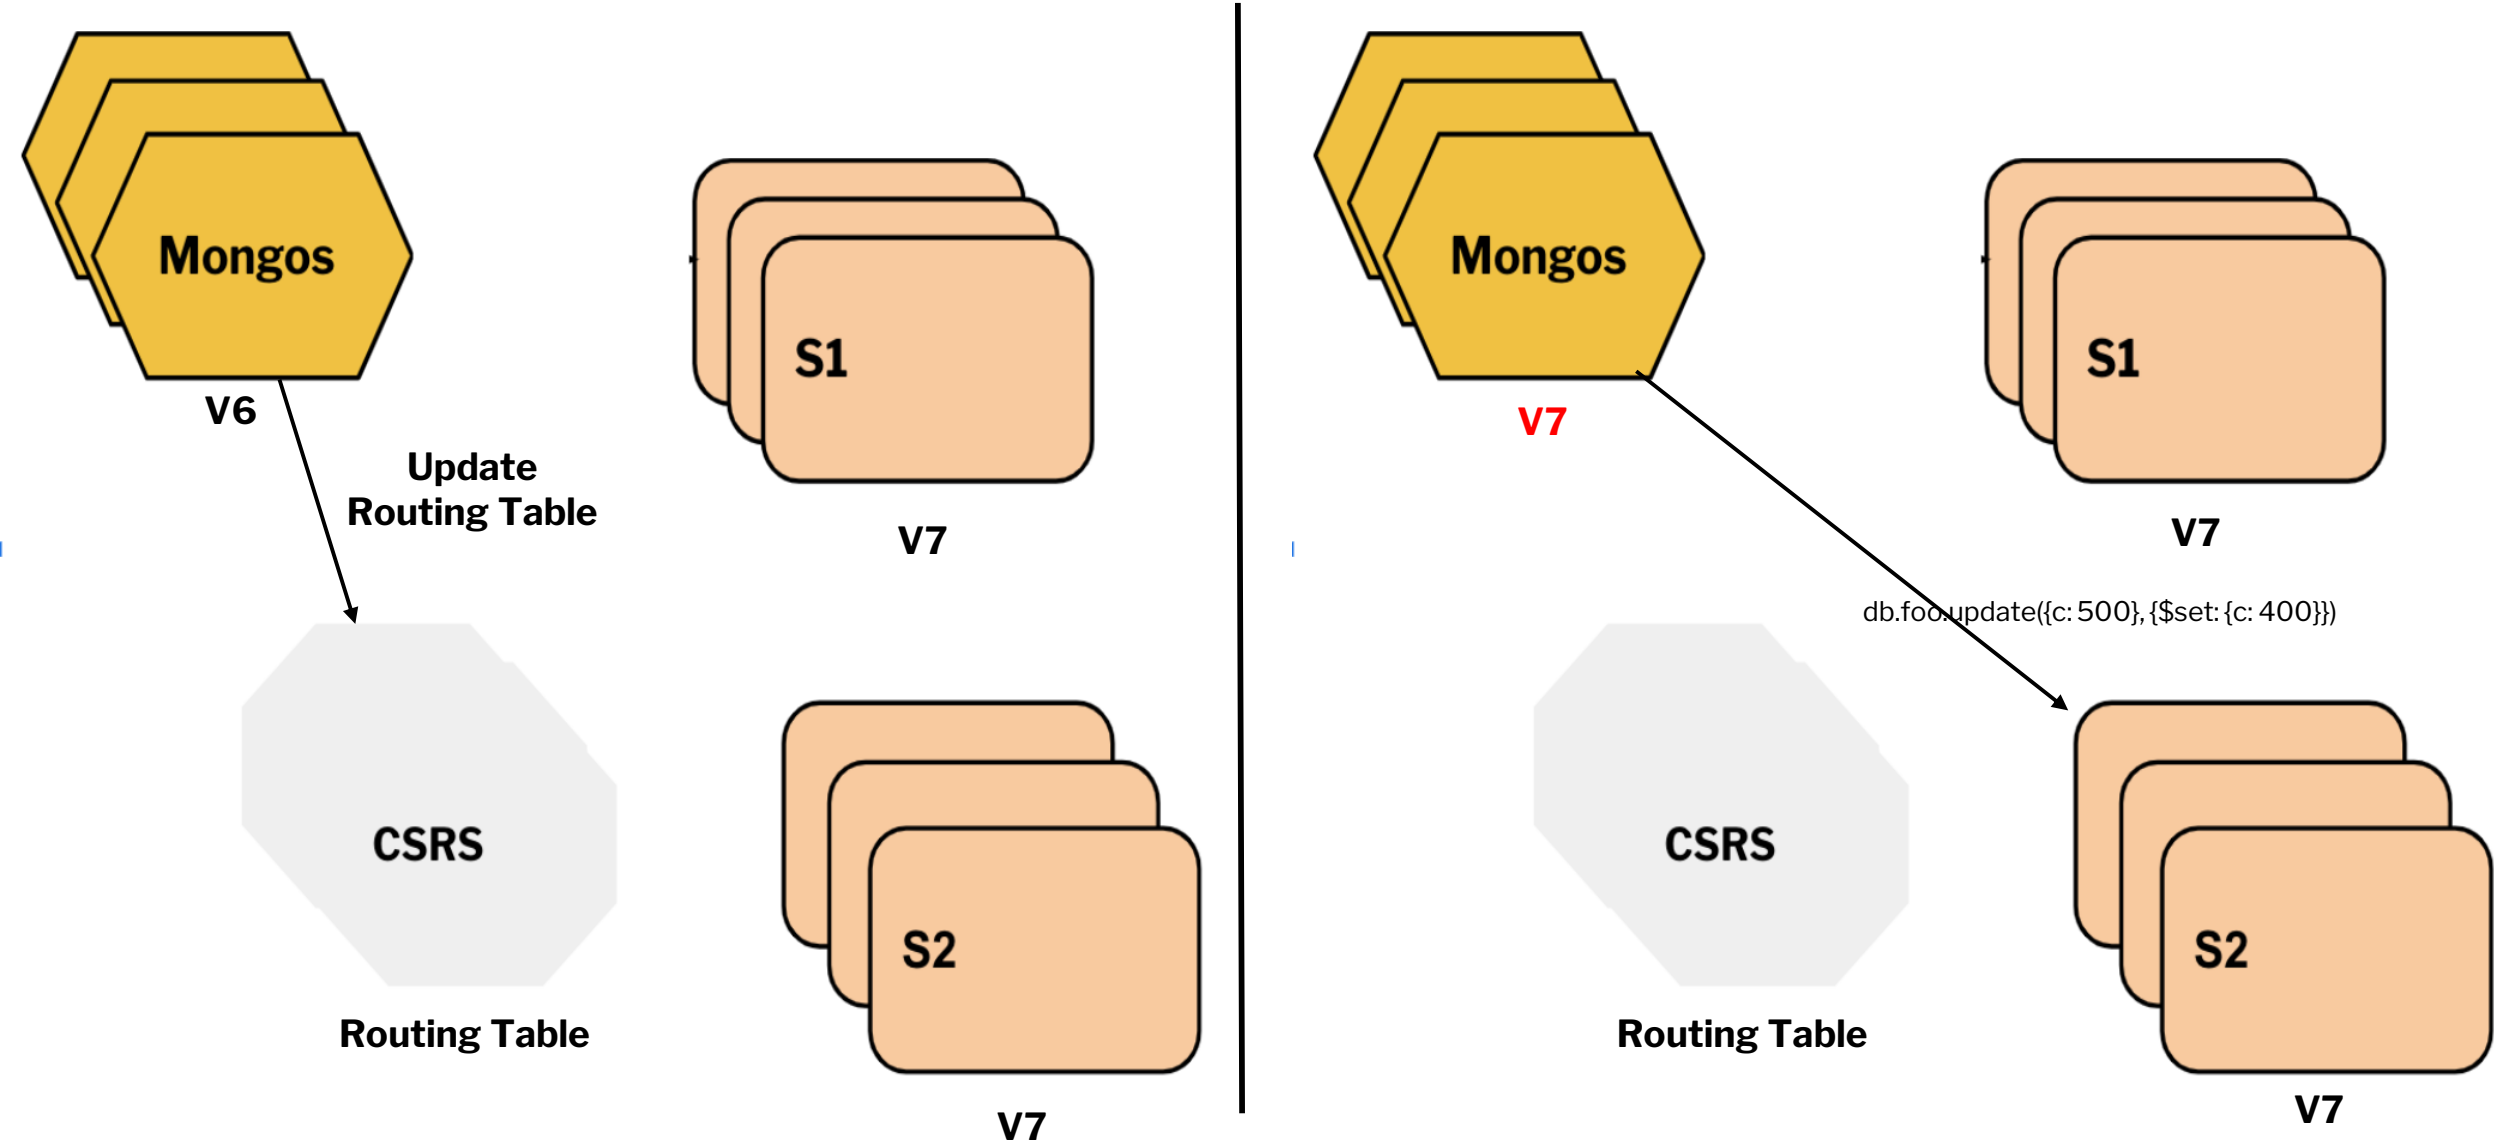 Mongos
V6
Update
Routing Table
S1
V7
CSRS
Routing Table
S2
V7
Mongos
V7
S1
V7
db.foo.update({c: 500}, {$set: {c: 400}})
CSRS
Routing Table
S2
V7